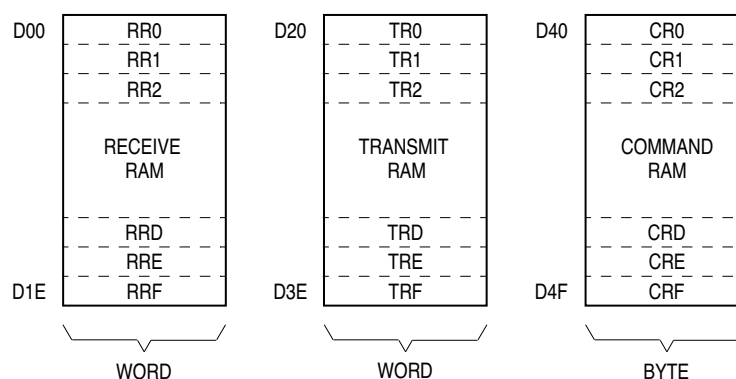 D00 RR0 D20 TR0 D40 CR0
RR1 TR1 CR1
RR2 TR2 CR2
RECEIVE TRANSMIT COMMAND
RAM RAM RAM
RRD TRD CRD
RRE TRE CRE
D1E RRF D3E TRF D4F CRF
WORD WORD BYTE